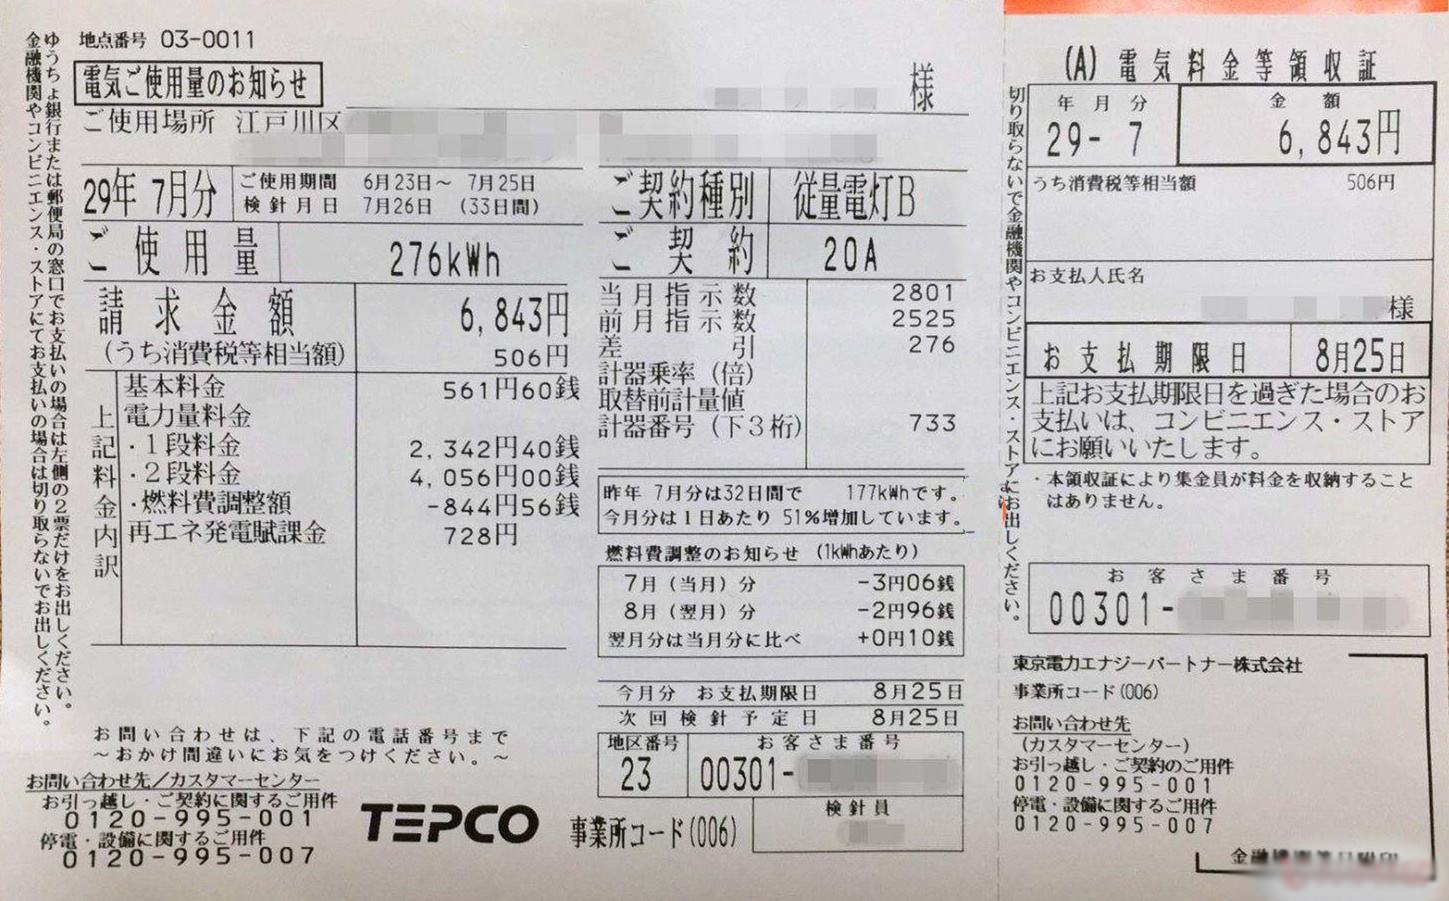 ゆうちょ銀行または郵便局の窓口でお支払いの場合は左側の2票だけをお出しください。
金融機関やコンビニエンス・ストアにてお支払いの場合は切り取らないでお出しください。
地点番号 03-0011
電気ご使用量のお知らせ
様
ご使用場所 江戸川区
29年 7月分
ご使用期間 6月23日～ 7月25日
検針月日 7月26日 (33日間)
ご使用量 276kWh
請求金額 6,843円
(うち消費税等相当額) 506円
上記料金内訳
基本料金 561円60銭
電力量料金
・1段料金 2,342円40銭
・2段料金 4,056円00銭
・燃料費調整額 -844円56銭
再エネ発電賦課金 728円
お問い合わせは、下記の電話番号まで
～おかけ間違いにお気をつけください。～
お問い合わせ先/カスタマーセンター
お引っ越し・ご契約に関するご用件
0120-995-001
停電・設備に関するご用件
0120-995-007
TEPCO
ご契約種別 従量電灯B
ご契約 20A
当月指示数 2801
前月指示数 2525
差引 276
計器乗率(倍)
取替前計量値
計器番号(下3桁) 733
昨年 7月分は32日間で 177kWhです。
今月分は1日あたり 51%増加しています。
燃料費調整のお知らせ (1kWhあたり)
7月(当月)分 -3円06銭
8月(翌月)分 -2円96銭
翌月分は当月分に比べ +0円10銭
今月分 お支払期限日 8月25日
次回検針予定日 8月25日
地区番号 お客さま番号
23 00301-
検針員
事業所コード(006)
切り取らないで金融機関やコンビニエンス・ストアにお出しください。
(A) 電気料金等領収証
年月分 金額
29- 7 6,843円
うち消費税等相当額 506円
お支払人氏名
様
お支払期限日 8月25日
上記お支払期限日を過ぎた場合のお
支払いは、コンビニエンス・ストア
にお願いいたします。
・本領収証により集金員が料金を収納すること
はありません。
お客さま番号
00301-
東京電力エナジーパートナー株式会社
事業所コード(006)
お問い合わせ先
(カスタマーセンター)
お引っ越し・ご契約のご用件
0120-995-001
停電・設備に関するご用件
0120-995-007